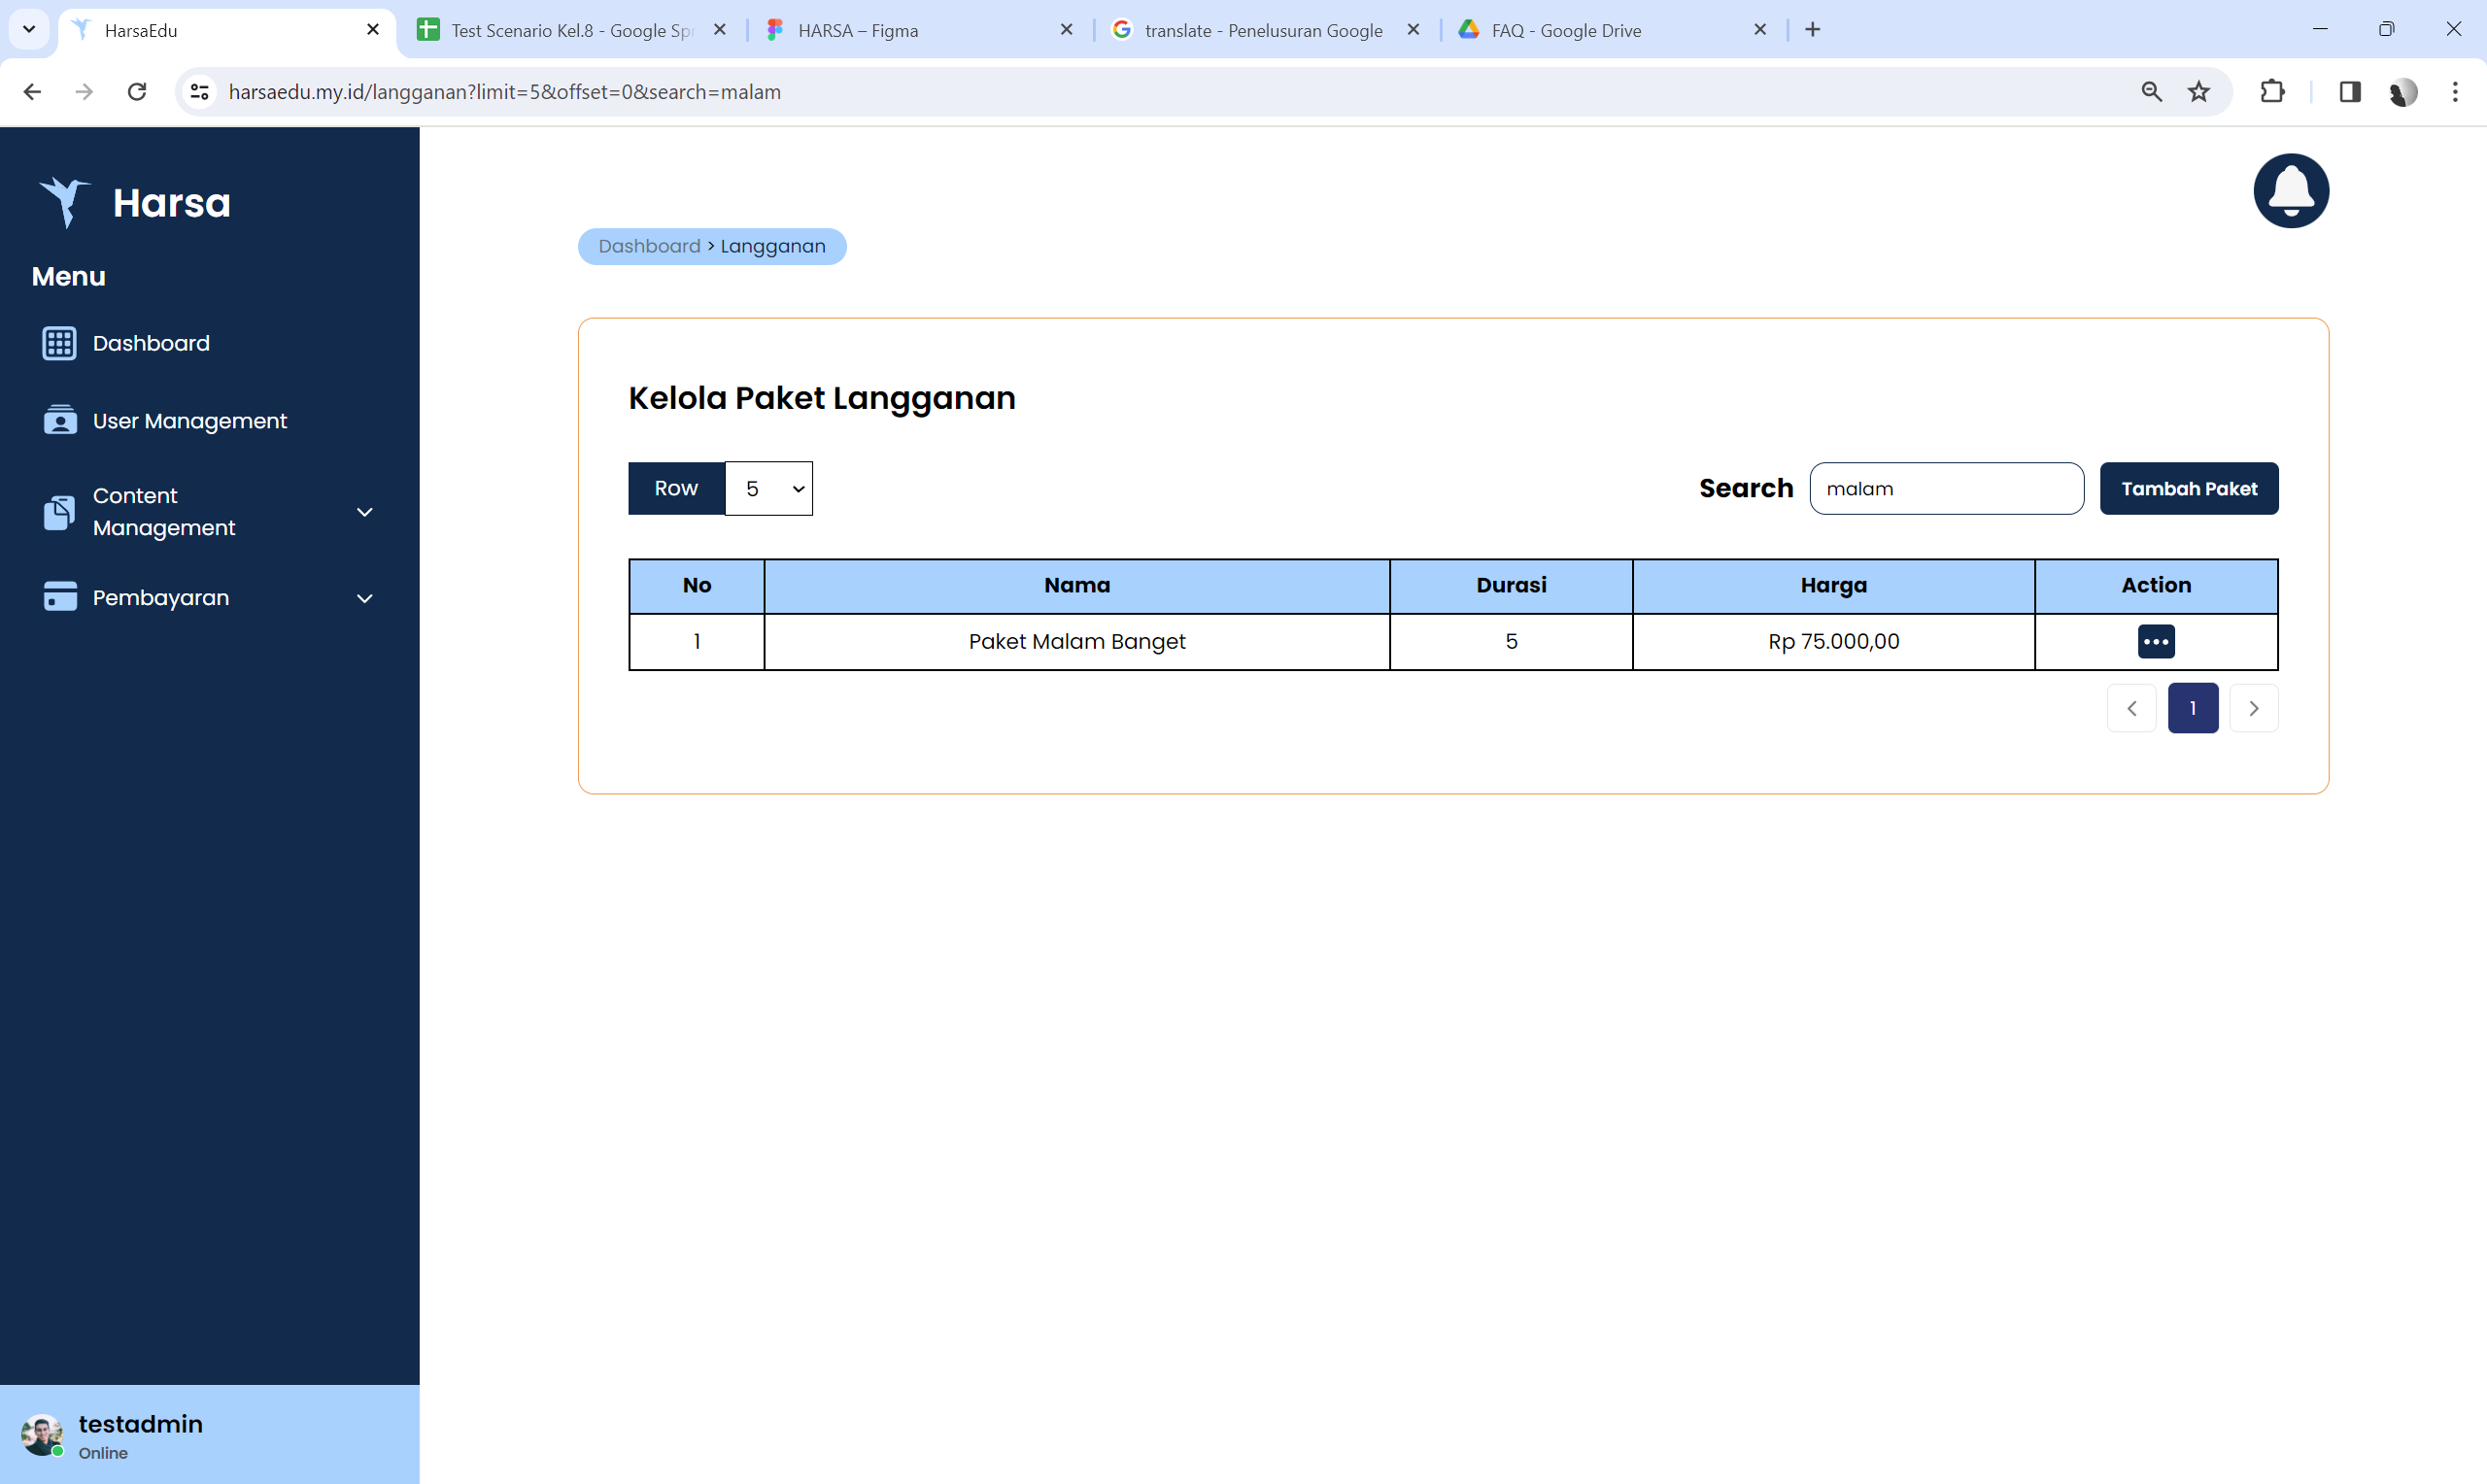 HarsaEdu
Test Scenario Kel.8 - Google Spr
HARSA – Figma
translate - Penelusuran Google
FAQ - Google Drive
harsaedu.my.id/langganan?limit=5&offset=0&search=malam
Harsa
Menu
Dashboard
User Management
Content
Management
Pembayaran
testadmin
Online
Dashboard > Langganan
Kelola Paket Langganan
Row 5
Search malam Tambah Paket
No Nama Durasi Harga Action
1 Paket Malam Banget 5 Rp 75.000,00
1